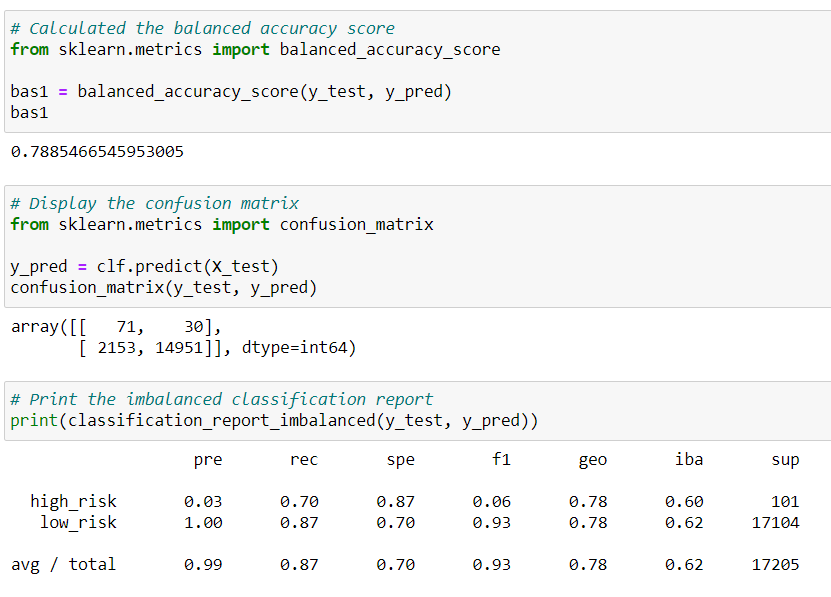 # Calculated the balanced accuracy score
from sklearn.metrics import balanced_accuracy_score
bas1 = balanced_accuracy_score(y_test, y_pred)
bas1
0.7885466545953005
# Display the confusion matrix
from sklearn.metrics import confusion_matrix
y_pred = clf.predict(X_test)
confusion_matrix(y_test, y_pred)
array([[   71,    30],
       [ 2153, 14951]], dtype=int64)
# Print the imbalanced classification report
print(classification_report_imbalanced(y_test, y_pred))
pre rec spe f1 geo iba sup
high_risk 0.03 0.70 0.87 0.06 0.78 0.60 101
low_risk 1.00 0.87 0.70 0.93 0.78 0.62 17104
avg / total 0.99 0.87 0.70 0.93 0.78 0.62 17205